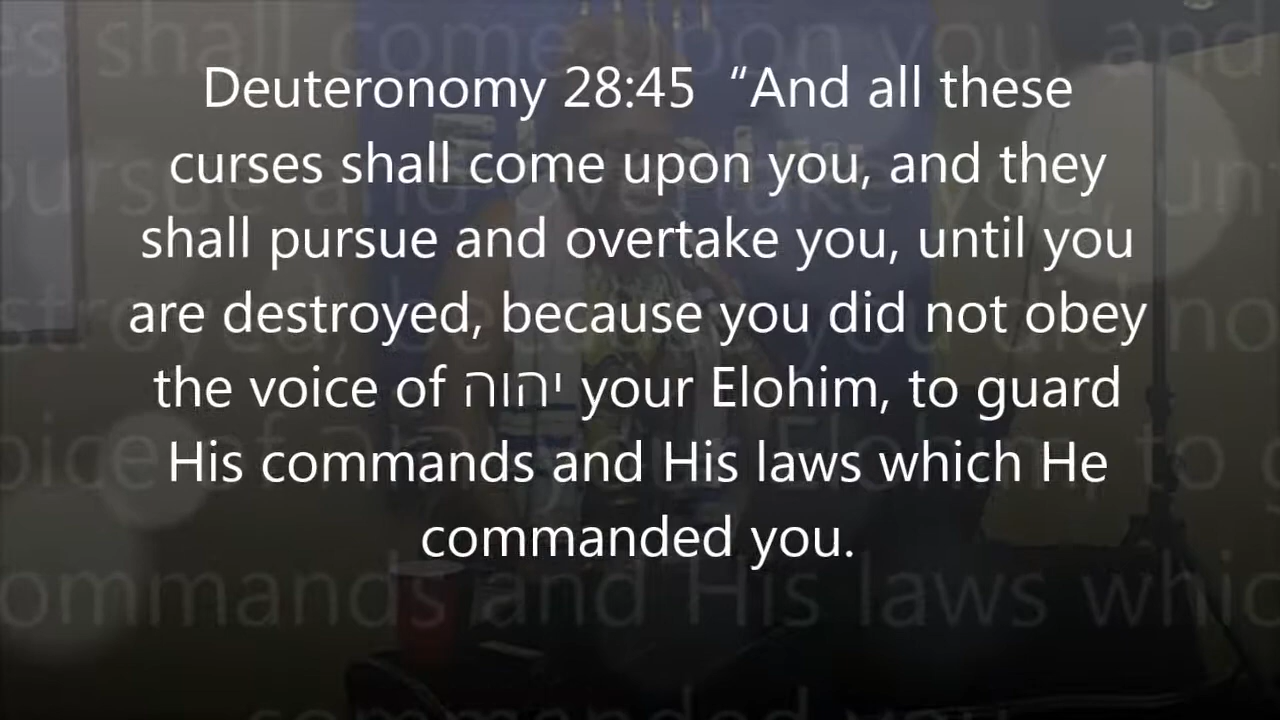 Deuteronomy 28:45 “And all these
curses shall come upon you, and they
shall pursue and overtake you, until you
are destroyed, because you did not obey
the voice of יהוה your Elohim, to guard
His commands and His laws which He
commanded you.